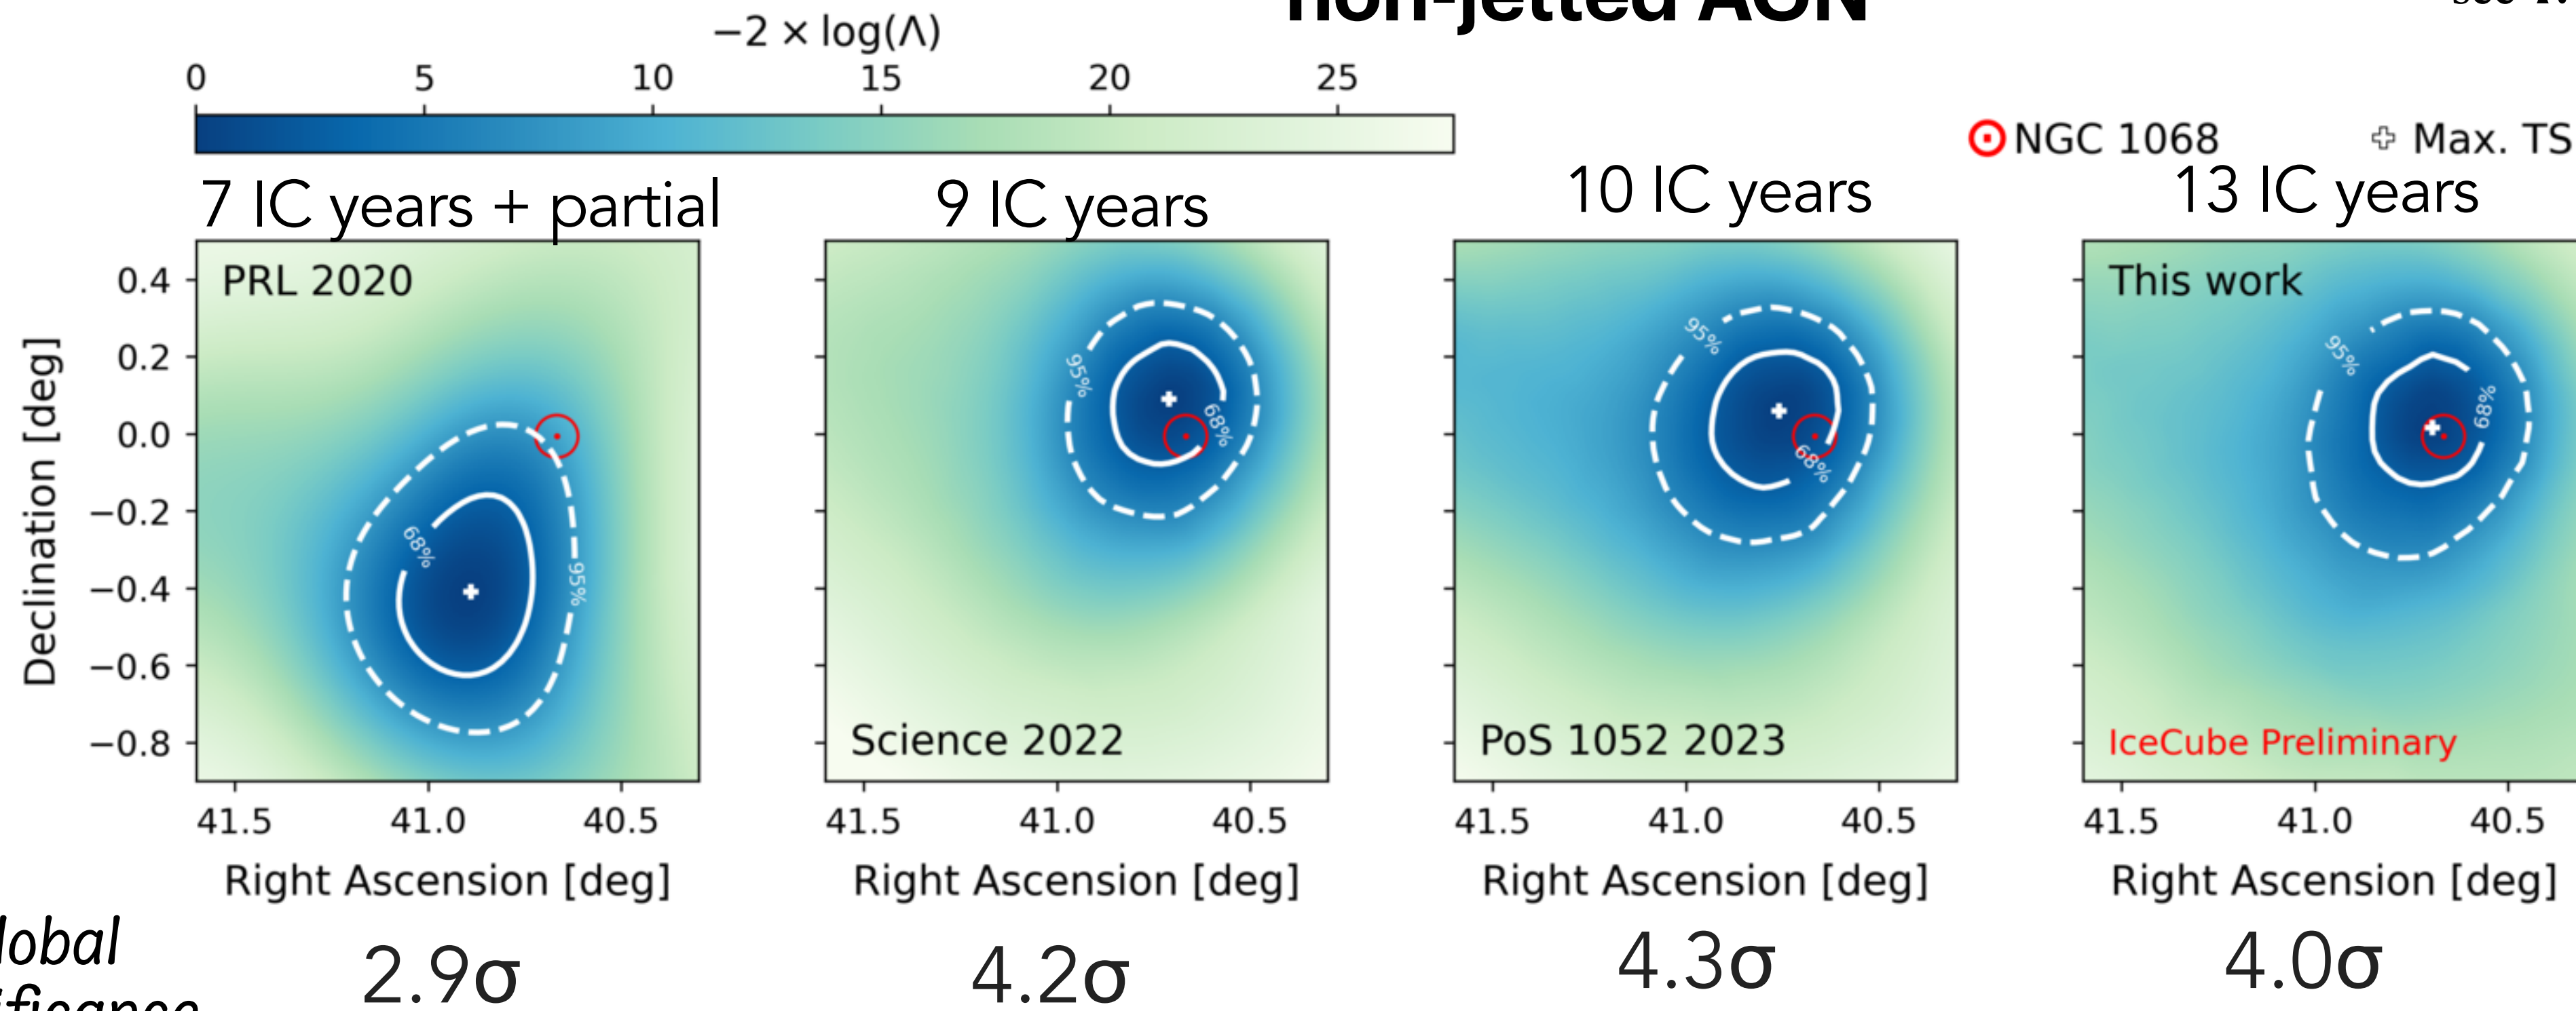 non-jetted AGN
−2 × log(Λ)
0 5 10 15 20 25
NGC 1068 Max. TS
7 IC years + partial 9 IC years 10 IC years 13 IC years
PRL 2020
This work
95% 95% 95% 95%
68% 68% 68% 68%
Science 2022
PoS 1052 2023
IceCube Preliminary
Declination [deg]
0.4
0.2
0.0
−0.2
−0.4
−0.6
−0.8
41.5 41.0 40.5 41.5 41.0 40.5 41.5 41.0 40.5 41.5 41.0 40.5
Right Ascension [deg] Right Ascension [deg] Right Ascension [deg] Right Ascension [deg]
2.9σ 4.2σ 4.3σ 4.0σ